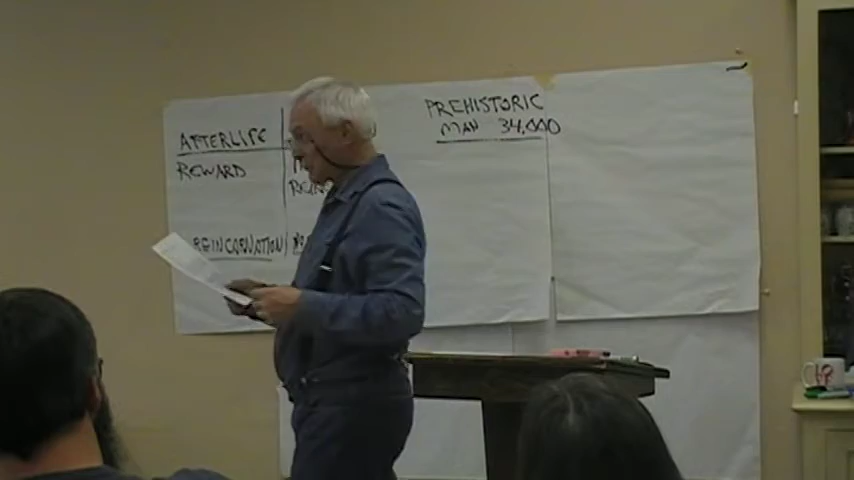 AFTERLIFE
REWARD
REINCARNATION
PREHISTORIC
MAN 34,000